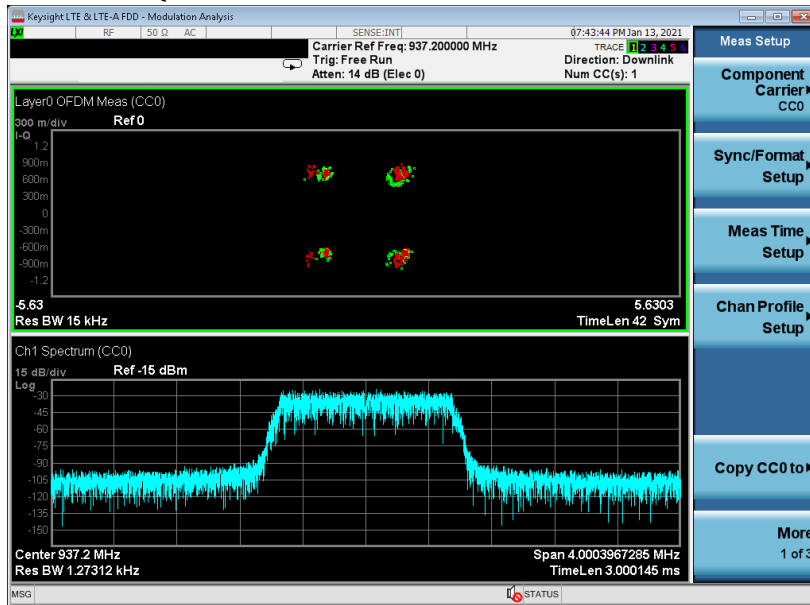 Keysight LTE & LTE-A FDD - Modulation Analysis
LXI RF 50 Ω AC SENSE:INT 07:43:44 PM Jan 13, 2021
Carrier Ref Freq: 937.200000 MHz TRACE 1 2 3 4 5 6
Trig: Free Run Direction: Downlink
Atten: 14 dB (Elec 0) Num CC(s): 1
Meas Setup
Component
Carrier
CC0
Sync/Format
Setup
Meas Time
Setup
Chan Profile
Setup
Copy CC0 to
More
1 of 3
Layer0 OFDM Meas (CC0)
300 m/div Ref 0
I-Q
1.2
900m
600m
300m
0
-300m
-600m
-900m
-1.2
-5.63 5.6303
Res BW 15 kHz TimeLen 42 Sym
Ch1 Spectrum (CC0)
15 dB/div Ref -15 dBm
Log
-30
-45
-60
-75
-90
-105
-120
-135
-150
Center 937.2 MHz Span 4.0003967285 MHz
Res BW 1.27312 kHz TimeLen 3.000145 ms
MSG STATUS